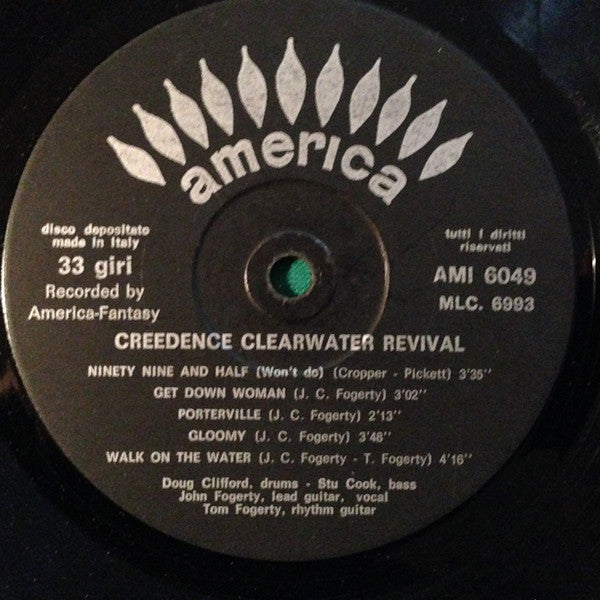 america
disco depositato
made in Italy
33 giri
Recorded by
America-Fantasy
tutti i diritti
riservati
AMI 6049
MLC. 6993
CREEDENCE CLEARWATER REVIVAL
NINETY NINE AND HALF (Won't do) (Cropper - Pickett) 3'35''
GET DOWN WOMAN (J. C. Fogerty) 3'02''
PORTERVILLE (J. C. Fogerty) 2'13''
GLOOMY (J. C. Fogerty) 3'48''
WALK ON THE WATER (J. C. Fogerty - T. Fogerty) 4'16''
Doug Clifford, drums - Stu Cook, bass
John Fogerty, lead guitar, vocal
Tom Fogerty, rhythm guitar